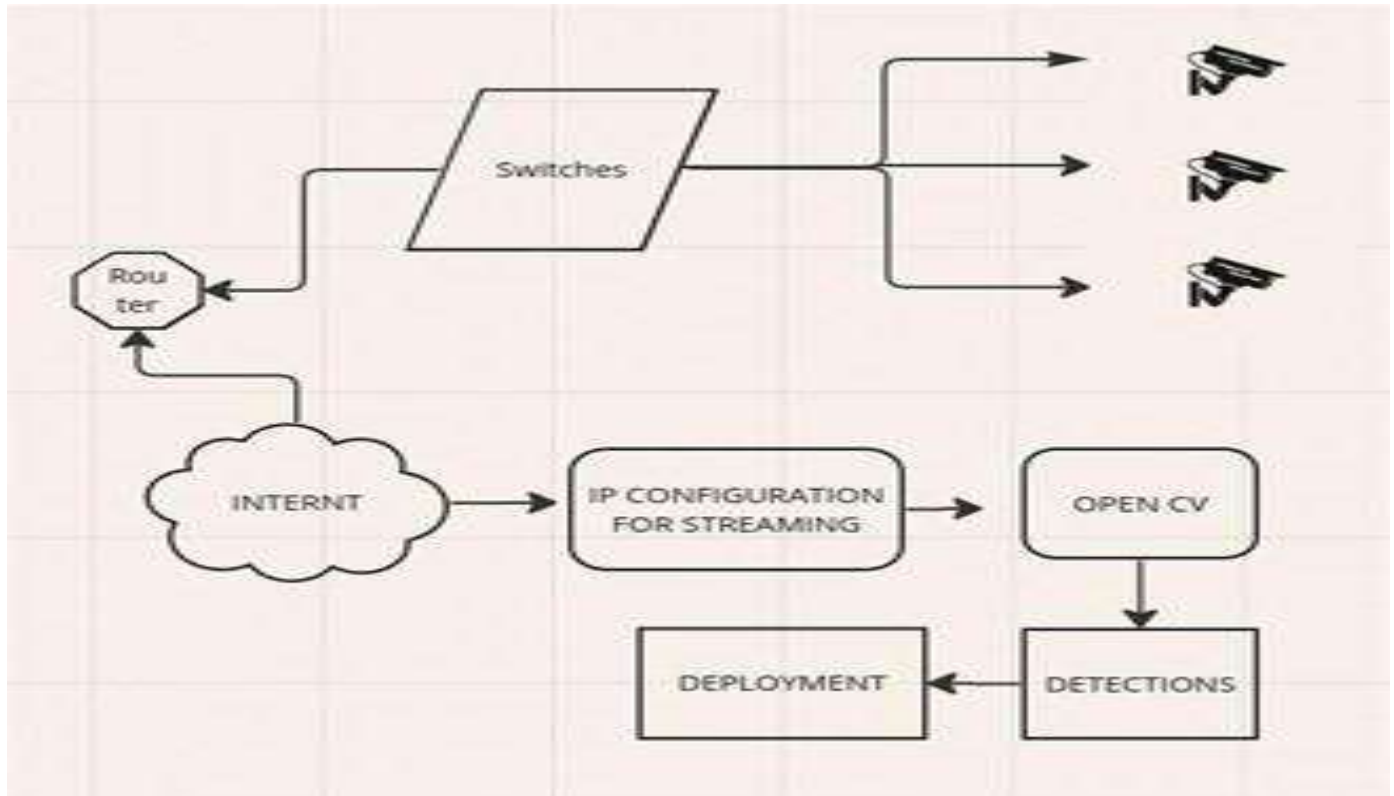 Switches
Rou
ter
INTERNT
IP CONFIGURATION
FOR STREAMING
OPEN CV
DEPLOYMENT
DETECTIONS